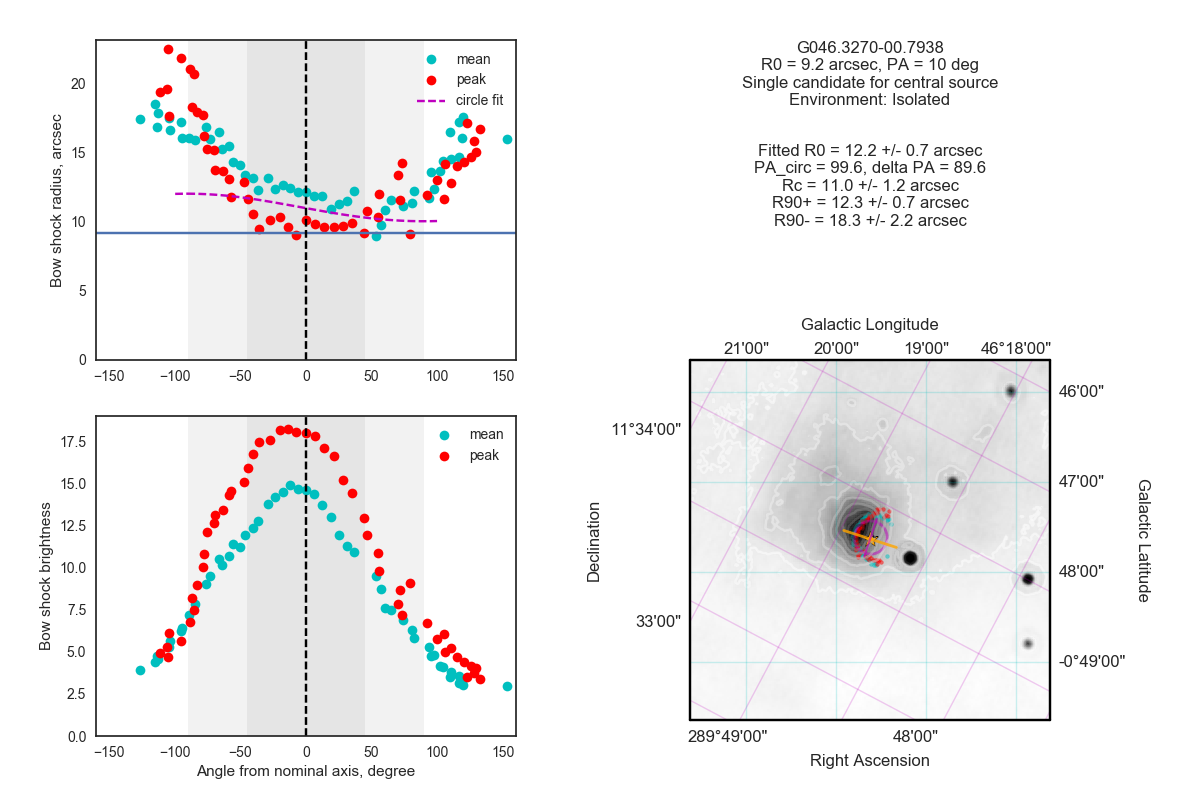 20
15
10
5
0
Bow shock radius, arcsec
mean
peak
circle fit
−150
−100
−50
0
50
100
150
17.5
15.0
12.5
10.0
7.5
5.0
2.5
0.0
Bow shock brightness
mean
peak
−150
−100
−50
0
50
100
150
Angle from nominal axis, degree
G046.3270-00.7938
R0 = 9.2 arcsec, PA = 10 deg
Single candidate for central source
Environment: Isolated
Fitted R0 = 12.2 +/- 0.7 arcsec
PA_circ = 99.6, delta PA = 89.6
Rc = 11.0 +/- 1.2 arcsec
R90+ = 12.3 +/- 0.7 arcsec
R90- = 18.3 +/- 2.2 arcsec
Galactic Longitude
21'00"
20'00"
19'00"
46°18'00"
11°34'00"
33'00"
Declination
46'00"
47'00"
48'00"
-0°49'00"
Galactic Latitude
289°49'00"
48'00"
Right Ascension